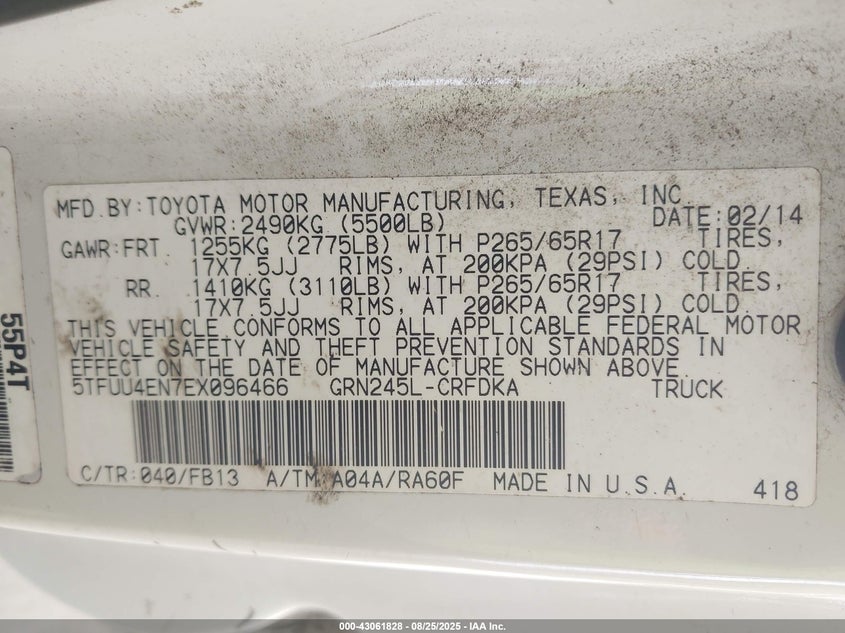 MFD. BY: TOYOTA MOTOR MANUFACTURING, TEXAS, INC.
GVWR: 2490KG (5500LB) DATE: 02/14
GAWR: FRT 1255KG (2775LB) WITH P265/65R17 TIRES,
17X7.5JJ RIMS, AT 200KPA (29PSI) COLD.
RR. 1410KG (3110LB) WITH P265/65R17 TIRES,
17X7.5JJ RIMS, AT 200KPA (29PSI) COLD.
THIS VEHICLE CONFORMS TO ALL APPLICABLE FEDERAL MOTOR
VEHICLE SAFETY AND THEFT PREVENTION STANDARDS IN
EFFECT ON THE DATE OF MANUFACTURE SHOWN ABOVE.
5TFUU4EN7EX096466 GRN245L-CRFDKA TRUCK
C/TR: 040/FB13 A/TM: A04A/RA60F MADE IN U.S.A. 418
55P4T
000-43061828 - 08/25/2025 - IAA Inc.